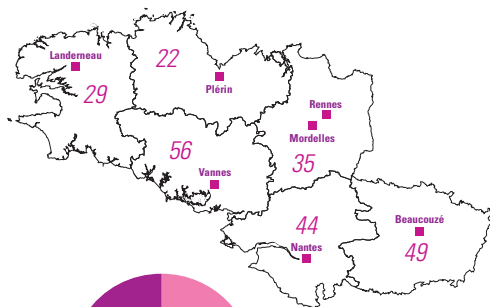 Landerneau
29
22
Plérin
Rennes
Mordelles
35
56
Vannes
44
Nantes
Beaucouzé
49